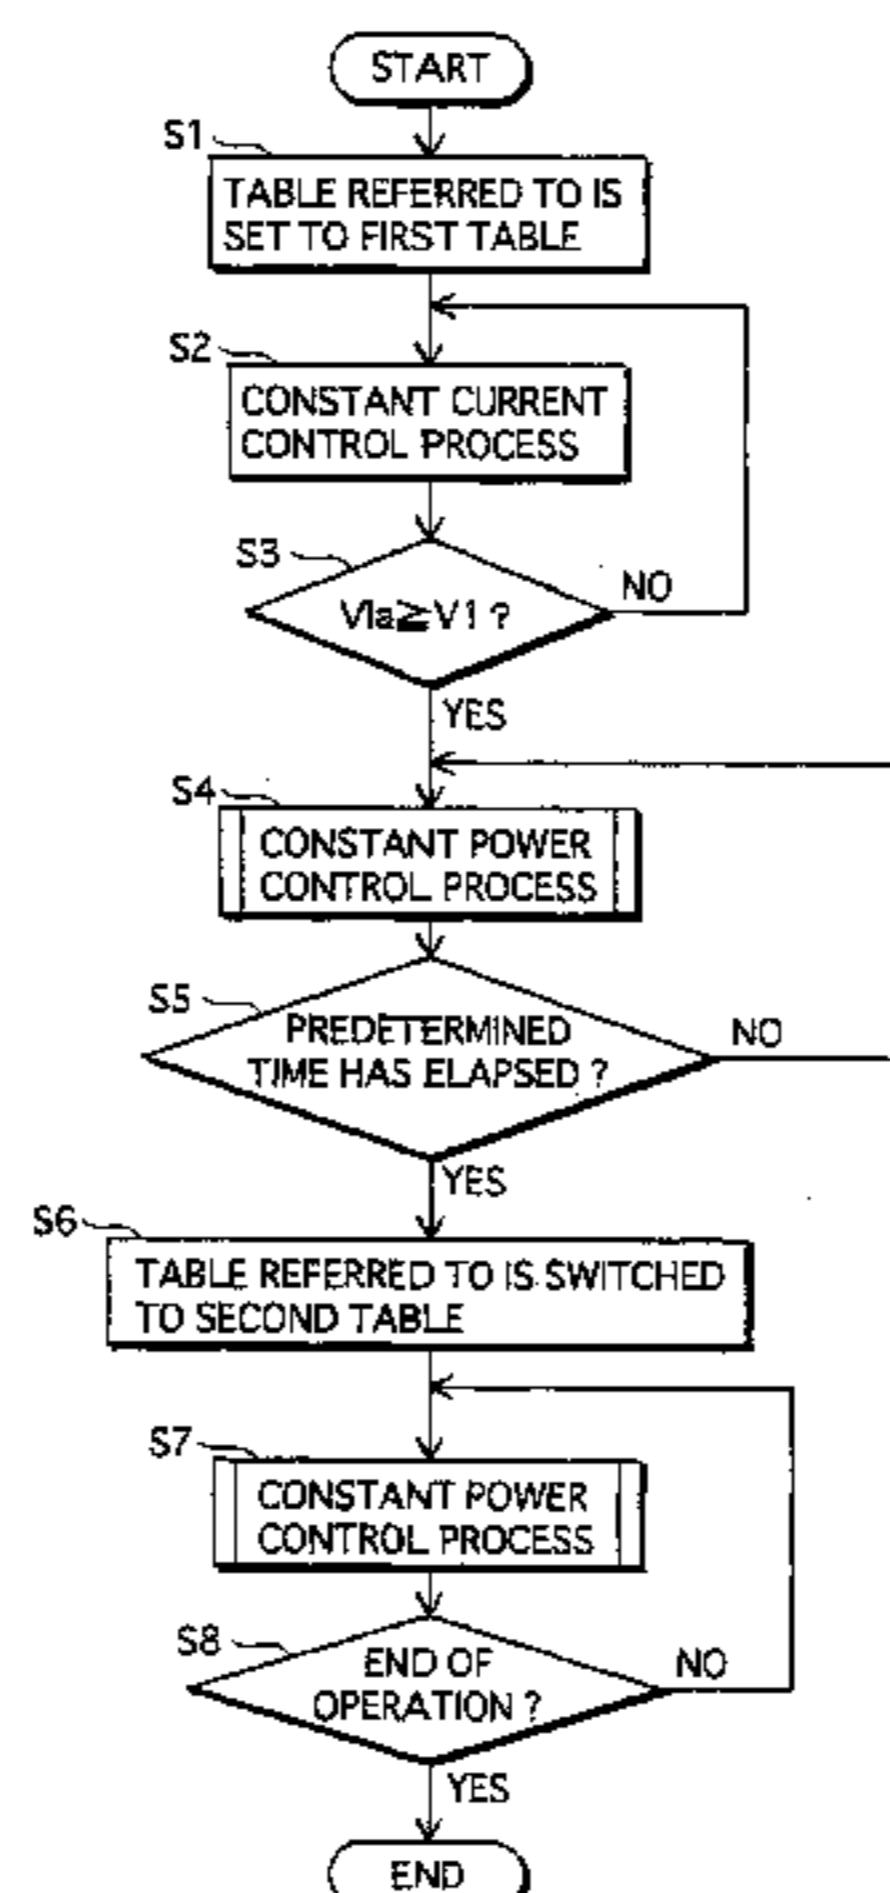 START
S1
TABLE REFERRED TO IS
SET TO FIRST TABLE
S2
CONSTANT CURRENT
CONTROL PROCESS
S3
VIa≧V1 ?
NO
YES
S4
CONSTANT POWER
CONTROL PROCESS
S5
PREDETERMINED
TIME HAS ELAPSED ?
NO
YES
S6
TABLE REFERRED TO IS SWITCHED
TO SECOND TABLE
S7
CONSTANT POWER
CONTROL PROCESS
S8
END OF
OPERATION ?
NO
YES
END